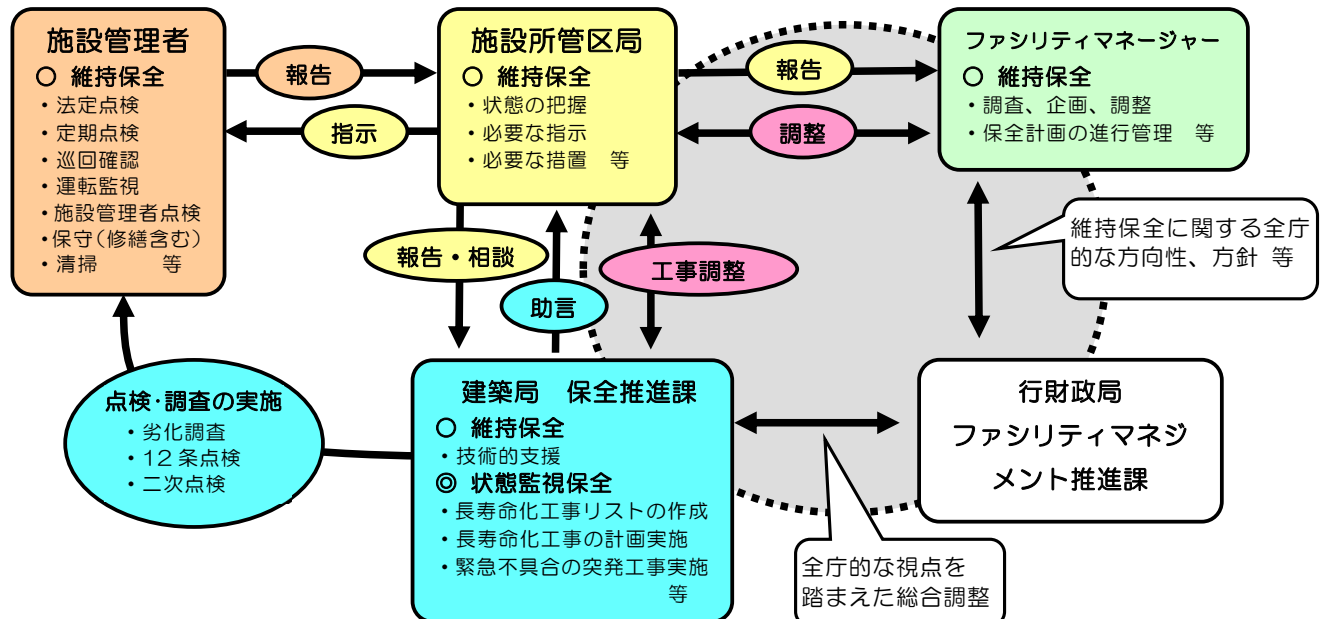 施設管理者
○ 維持保全
・法定点検
・定期点検
・巡回確認
・運転監視
・施設管理者点検
・保守(修繕含む)
・清掃　　　等
報告
指示
施設所管区局
○ 維持保全
・状態の把握
・必要な指示
・必要な措置　等
報告
調整
ファシリティマネージャー
○ 維持保全
・調査、企画、調整
・保全計画の進行管理　等
維持保全に関する全庁
的な方向性、方針 等
報告・相談
助言
工事調整
点検・調査の実施
・劣化調査
・12 条点検
・二次点検
建築局　保全推進課
○ 維持保全
・技術的支援
◎ 状態監視保全
・長寿命化工事リストの作成
・長寿命化工事の計画実施
・緊急不具合の突発工事実施
等
行財政局
ファシリティマネジ
メント推進課
全庁的な視点を
踏まえた総合調整